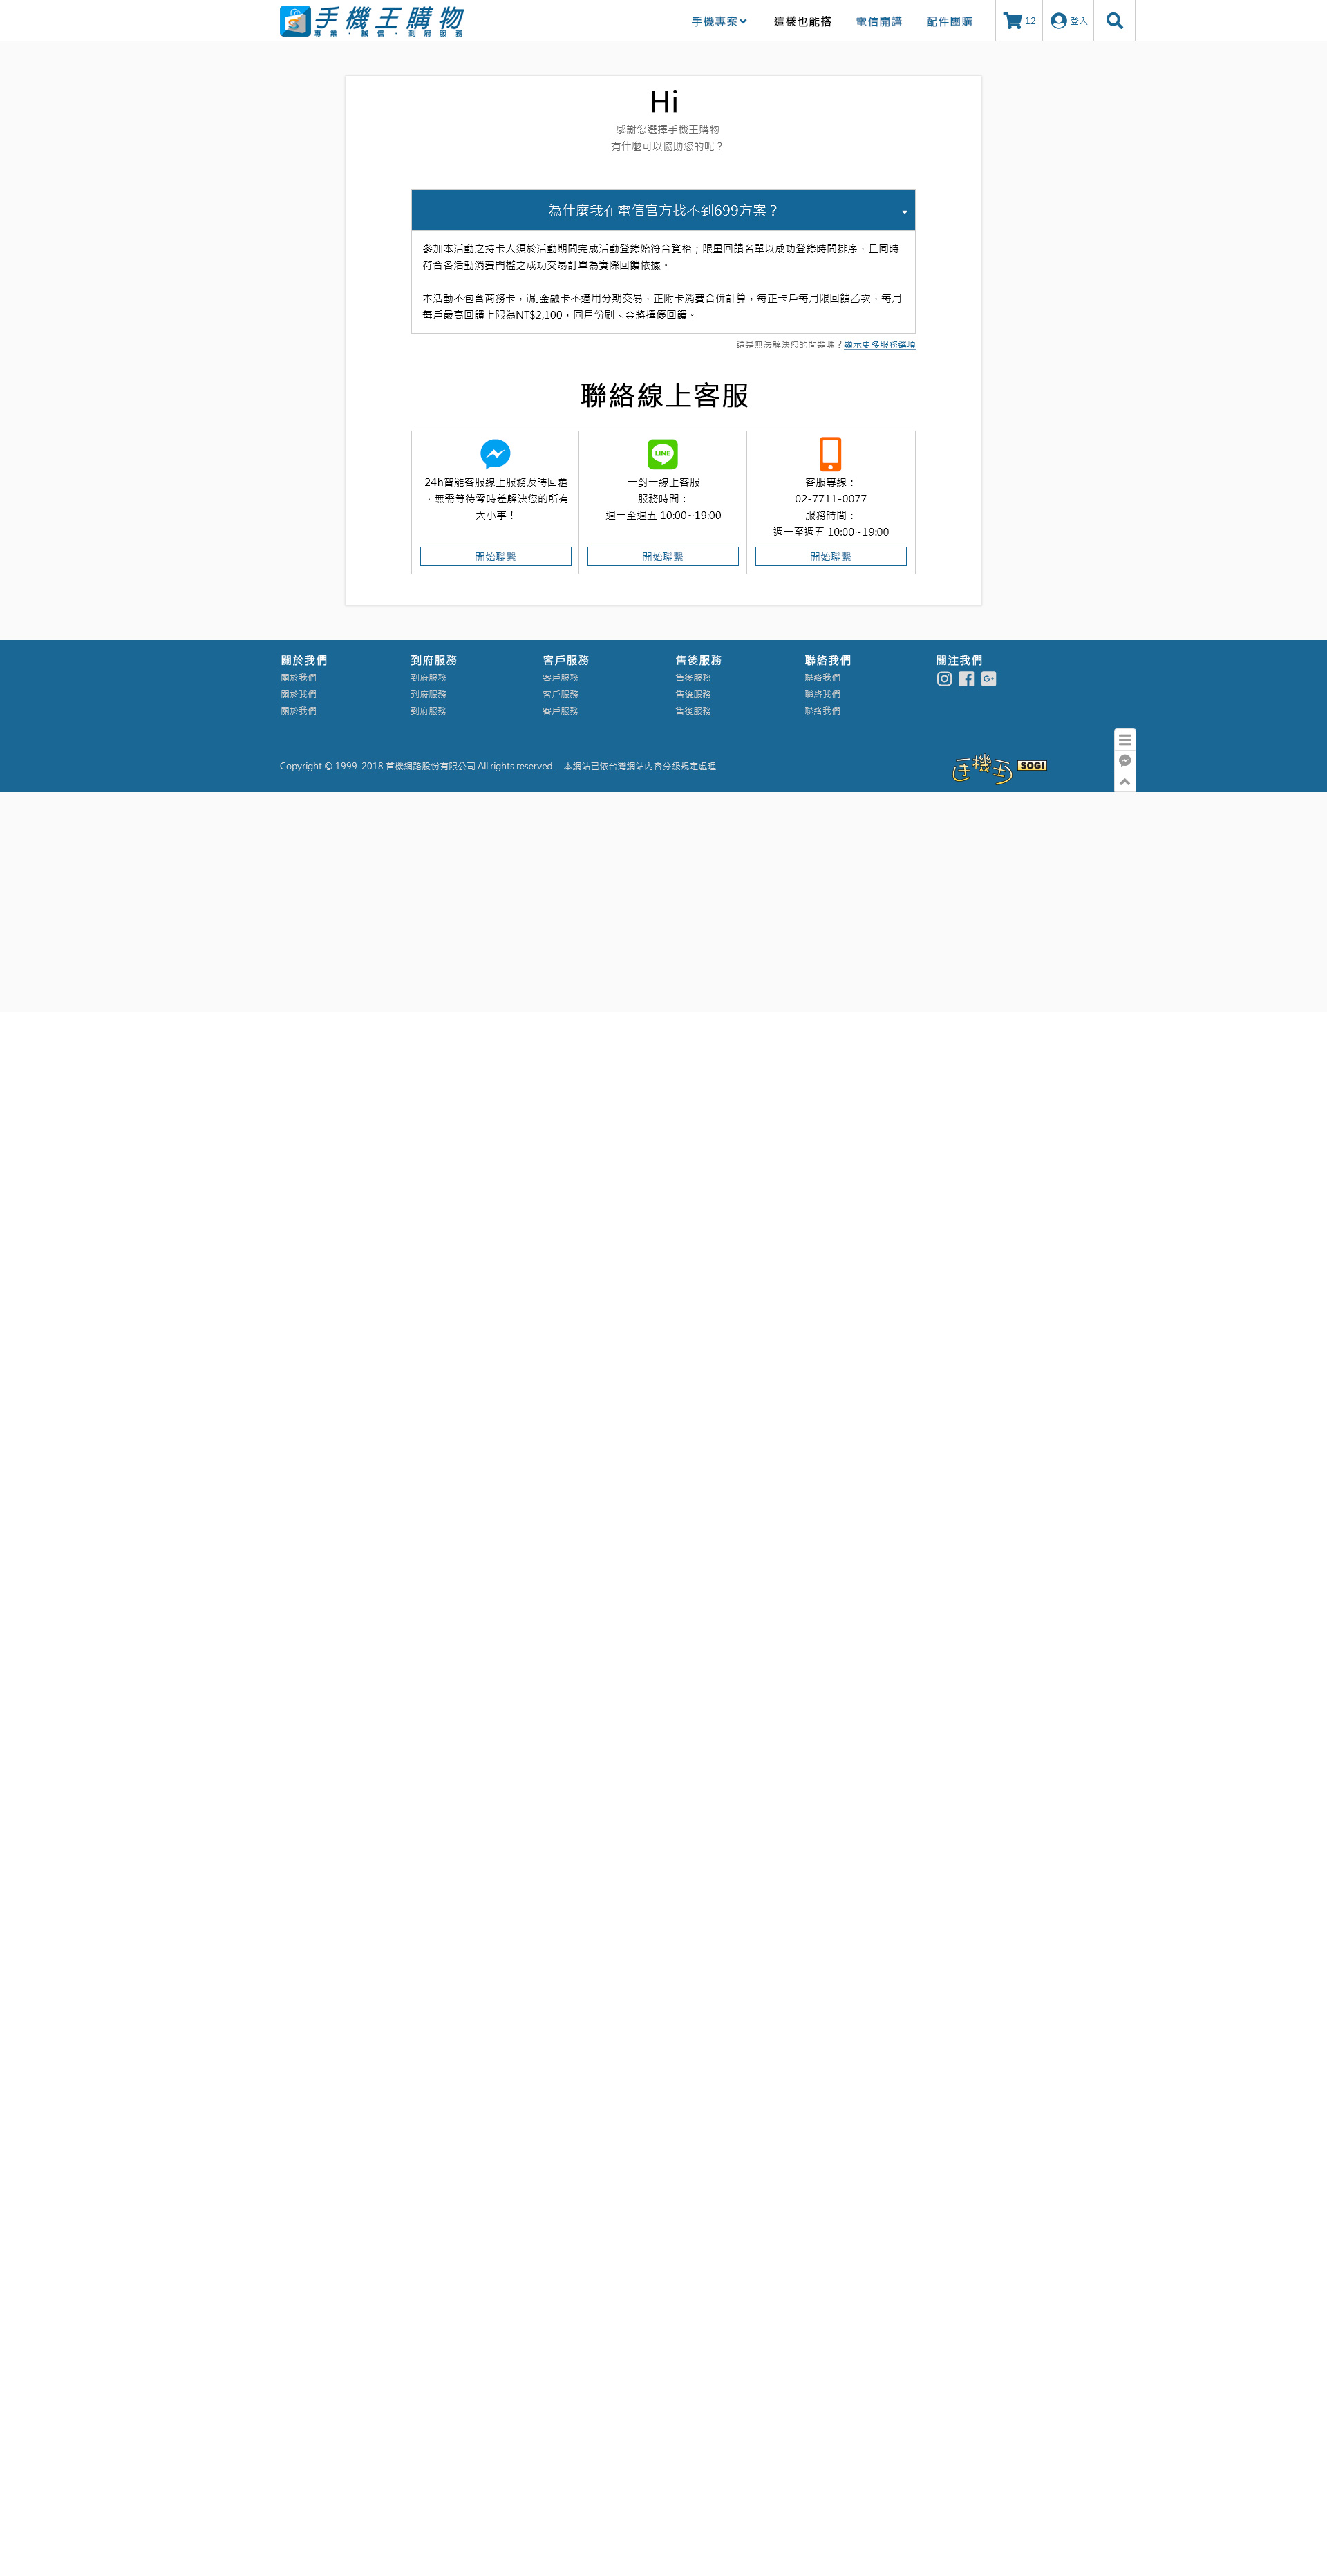 手機王購物
專業．誠信．到府服務
手機專案
這樣也能搭
電信開講
配件團購
12
登入
Hi
感謝您選擇手機王購物
有什麼可以協助您的呢？
為什麼我在電信官方找不到699方案？
參加本活動之持卡人須於活動期間完成活動登錄始符合資格；限量回饋名單以成功登錄時間排序，且同時
符合各活動消費門檻之成功交易訂單為實際回饋依據。
本活動不包含商務卡，i刷金融卡不適用分期交易，正附卡消費合併計算，每正卡戶每月限回饋乙次，每月
每戶最高回饋上限為NT$2,100，同月份刷卡金將擇優回饋。
還是無法解決您的問題嗎？顯示更多服務選項
聯絡線上客服
24h智能客服線上服務及時回覆
、無需等待零時差解決您的所有
大小事！
開始聯繫
LINE
一對一線上客服
服務時間：
週一至週五 10:00~19:00
開始聯繫
客服專線：
02-7711-0077
服務時間：
週一至週五 10:00~19:00
開始聯繫
關於我們
關於我們
關於我們
關於我們
到府服務
到府服務
到府服務
到府服務
客戶服務
客戶服務
客戶服務
客戶服務
售後服務
售後服務
售後服務
售後服務
聯絡我們
聯絡我們
聯絡我們
聯絡我們
關注我們
G+
Copyright © 1999-2018 首機網路股份有限公司 All rights reserved.　本網站已依台灣網站內容分級規定處理
手機王
SOGI